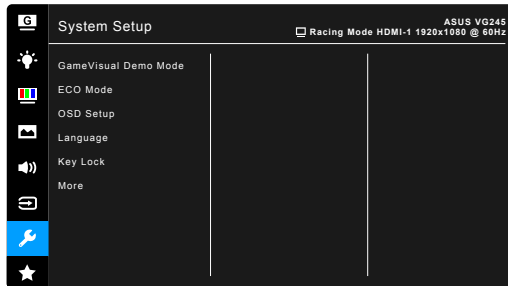 G
System Setup
ASUS VG245
Racing Mode HDMI-1 1920x1080 @ 60Hz
GameVisual Demo Mode
ECO Mode
OSD Setup
Language
Key Lock
More